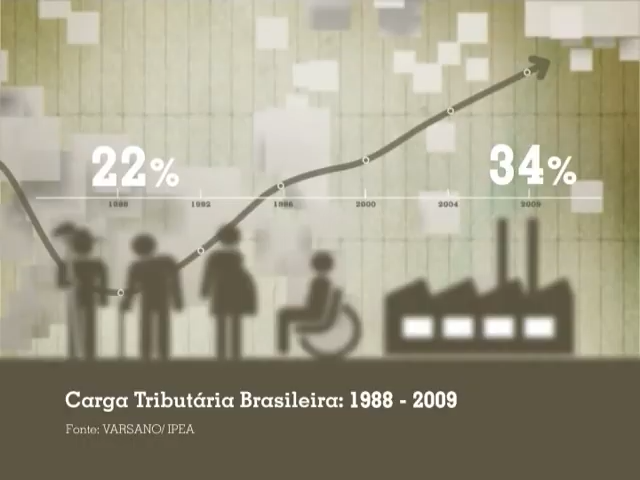 22% 34%
1988 1992 1996 2000 2004 2009
Carga Tributária Brasileira: 1988 - 2009
Fonte: VARSANO/ IPEA